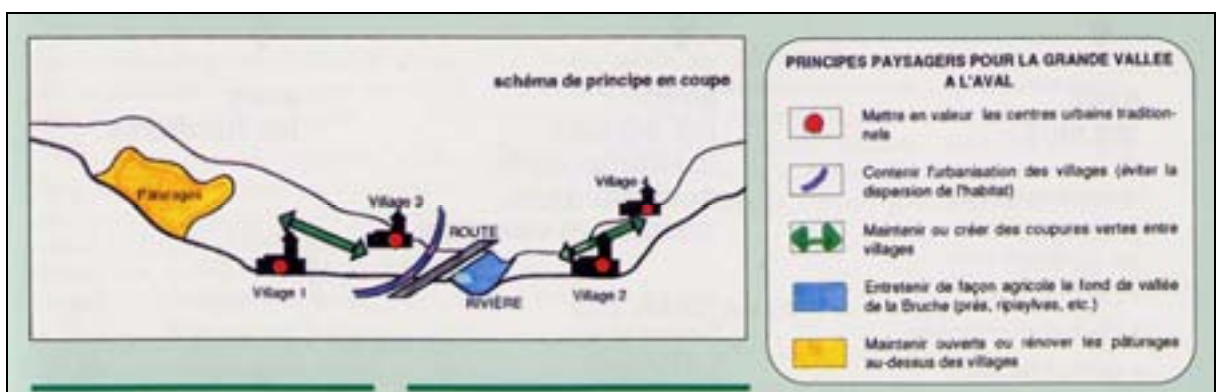 schéma de principe en coupe
Pâturages
Village 3
Village 4
ROUTE
Village 1
RIVIÈRE
Village 2
PRINCIPES PAYSAGERS POUR LA GRANDE VALLEE
A L'AVAL
Mettre en valeur les centres urbains tradition-
nels
Contenir l'urbanisation des villages (éviter la
dispersion de l'habitat)
Maintenir ou créer des coupures vertes entre
villages
Entretenir de façon agricole le fond de vallée
de la Bruche (prés, ripisylves, etc.)
Maintenir ouverts ou rénover les pâturages
au-dessus des villages